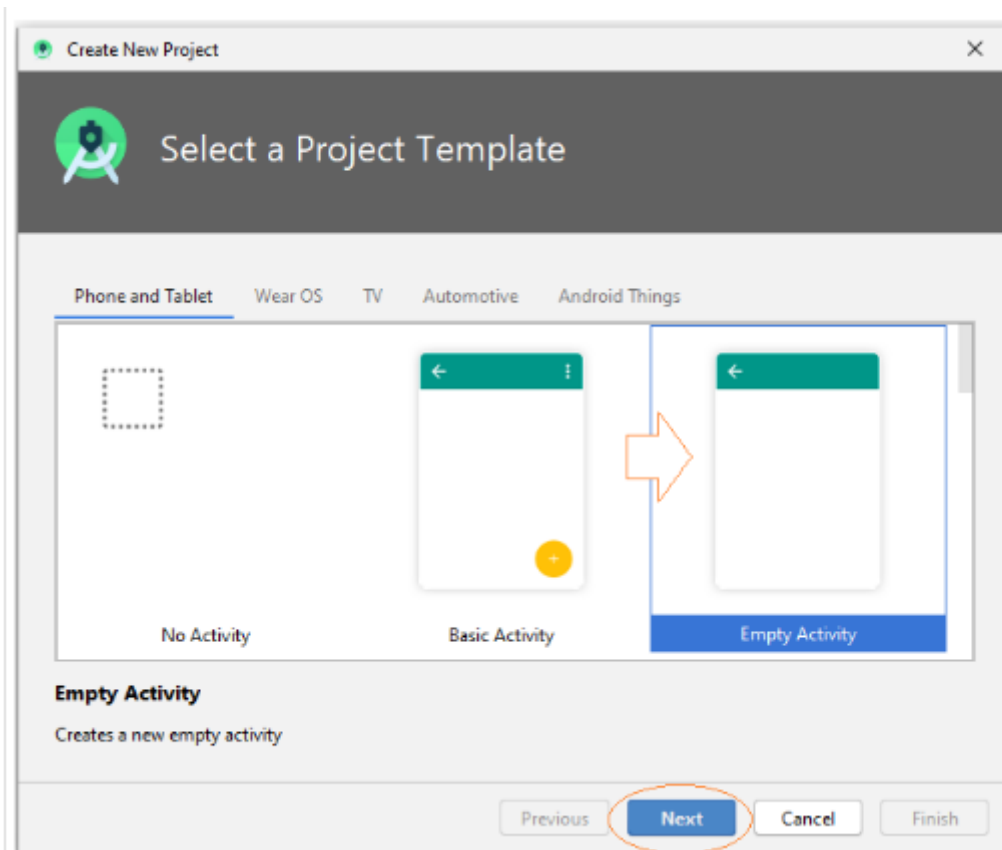 Create New Project
Select a Project Template
Phone and Tablet Wear OS TV Automotive Android Things
No Activity Basic Activity Empty Activity
Empty Activity
Creates a new empty activity
Previous Next Cancel Finish